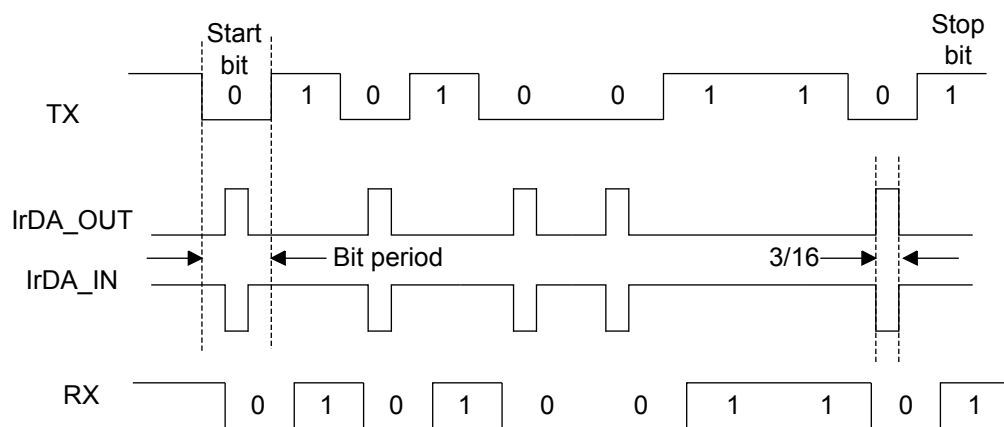 Start
bit
Stop
bit
TX
0 1 0 1 0 0 1 1 0 1
IrDA_OUT
Bit period
3/16
IrDA_IN
RX
0 1 0 1 0 0 1 1 0 1